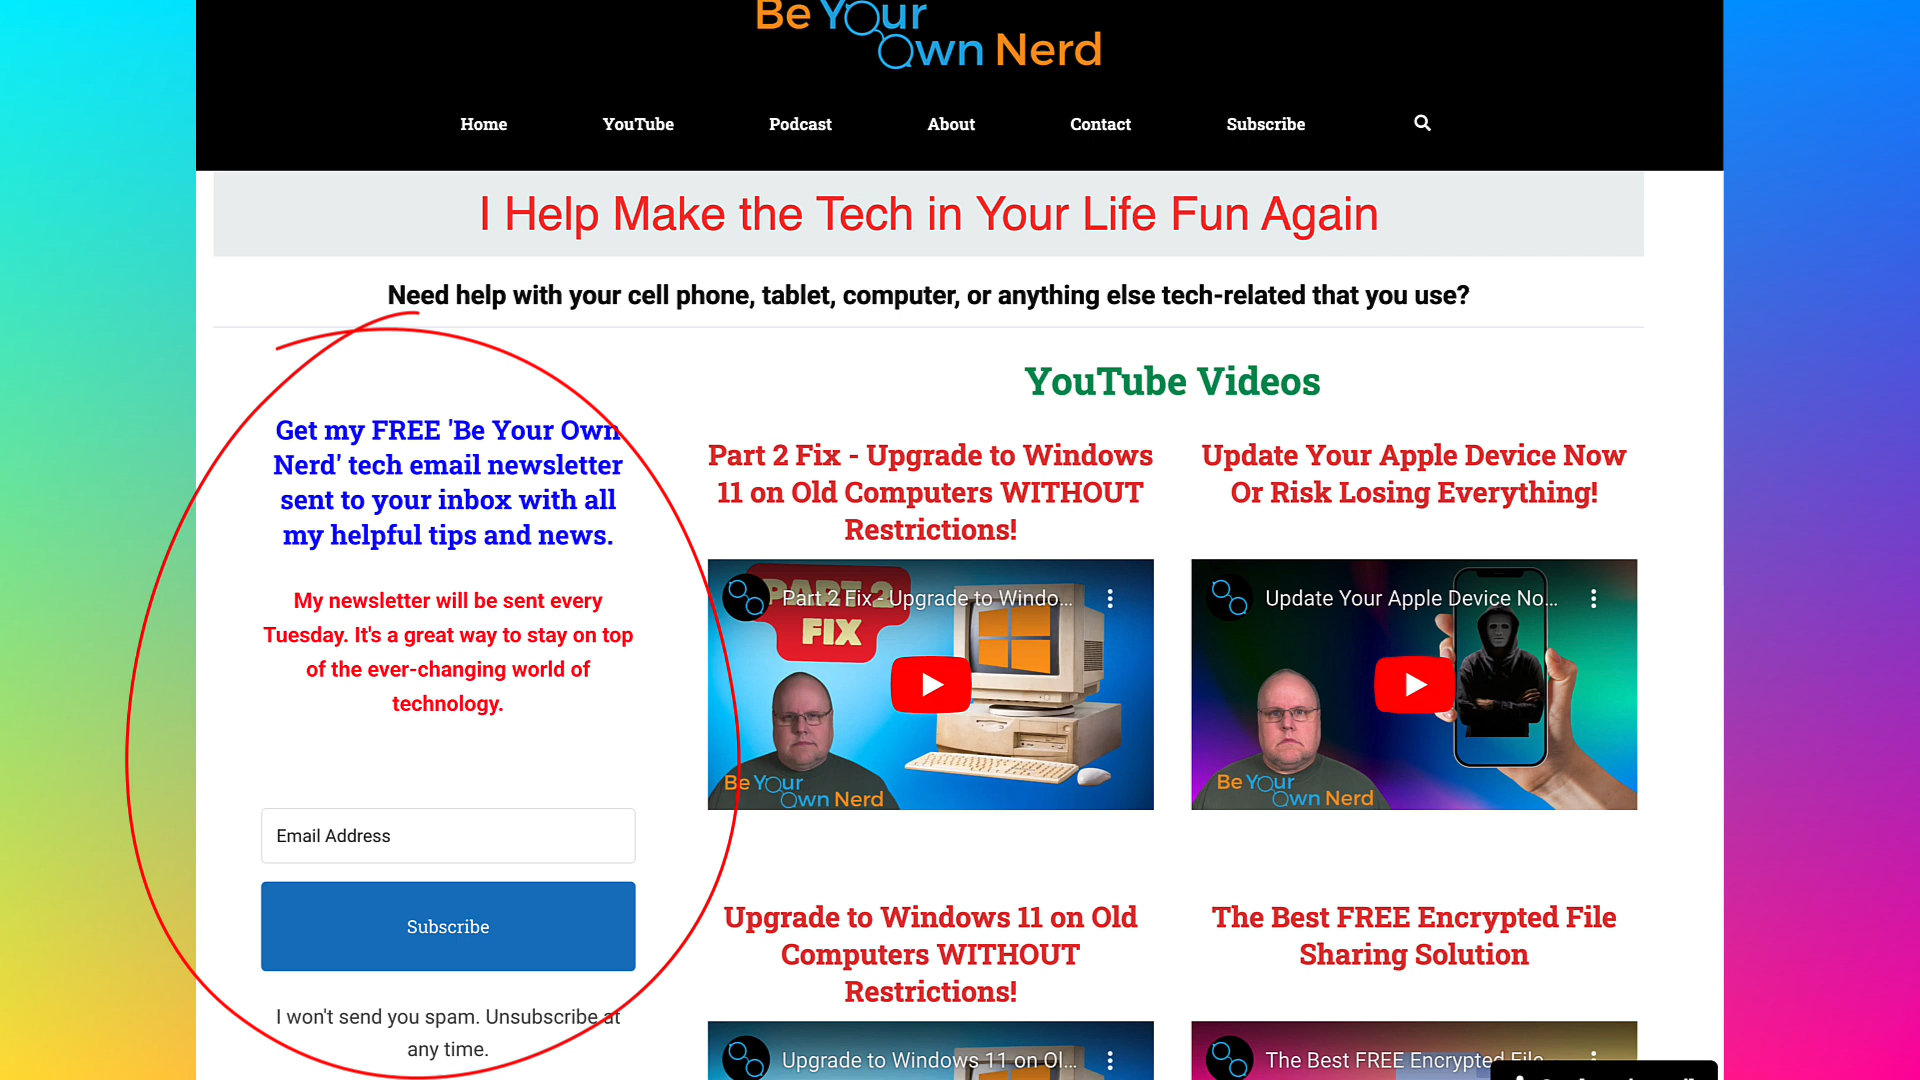 Be Your
Own Nerd
Home YouTube Podcast About Contact Subscribe
I Help Make the Tech in Your Life Fun Again
Need help with your cell phone, tablet, computer, or anything else tech-related that you use?
Get my FREE 'Be Your Own
Nerd' tech email newsletter
sent to your inbox with all
my helpful tips and news.
My newsletter will be sent every
Tuesday. It's a great way to stay on top
of the ever-changing world of
technology.
Email Address
Subscribe
I won't send you spam. Unsubscribe at
any time.
YouTube Videos
Part 2 Fix - Upgrade to Windows
11 on Old Computers WITHOUT
Restrictions!
PART 2
Part 2 Fix - Upgrade to Windo...
FIX
Be Your
Own Nerd
Update Your Apple Device Now
Or Risk Losing Everything!
Update Your Apple Device No...
Be Your
Own Nerd
Upgrade to Windows 11 on Old
Computers WITHOUT
Restrictions!
Upgrade to Windows 11 on Ol...
The Best FREE Encrypted File
Sharing Solution
The Best FREE Encrypted File